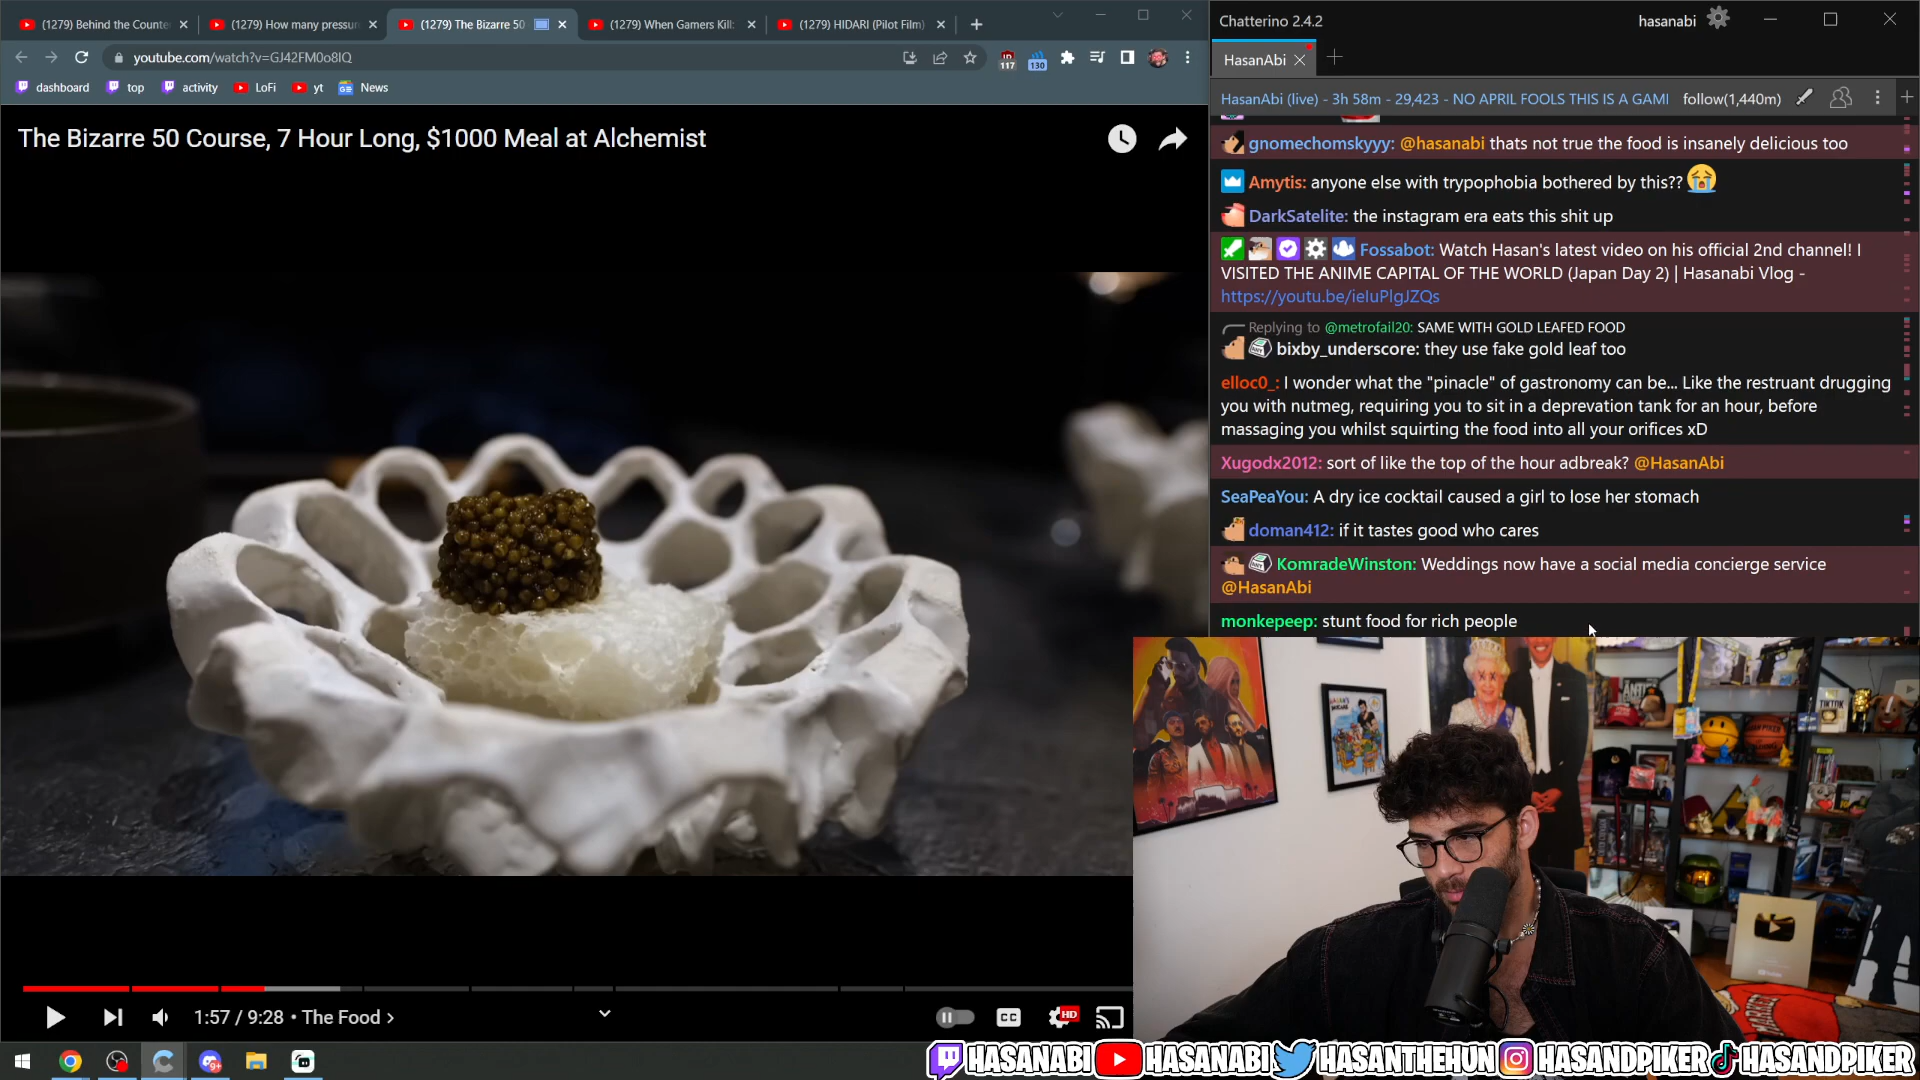 (1279) Behind the Counte
(1279) How many pressur
(1279) The Bizarre 50
(1279) When Gamers Kill:
(1279) HIDARI (Pilot Film)
youtube.com/watch?v=GJ42FM0o8IQ
117
130
dashboard
top
activity
LoFi
yt
News
The Bizarre 50 Course, 7 Hour Long, $1000 Meal at Alchemist
1:57 / 9:28 • The Food
CC
HD
Chatterino 2.4.2
hasanabi
HasanAbi
HasanAbi (live) - 3h 58m - 29,423 - NO APRIL FOOLS THIS IS A GAMI
follow(1,440m)
gnomechomskyyy: @hasanabi thats not true the food is insanely delicious too
Amytis: anyone else with trypophobia bothered by this??
DarkSatelite: the instagram era eats this shit up
Fossabot: Watch Hasan's latest video on his official 2nd channel! I
VISITED THE ANIME CAPITAL OF THE WORLD (Japan Day 2) | Hasanabi Vlog -
https://youtu.be/ieIuPlgJZQs
Replying to @metrofail20: SAME WITH GOLD LEAFED FOOD
bixby_underscore: they use fake gold leaf too
elloc0_: I wonder what the "pinacle" of gastronomy can be... Like the restruant drugging
you with nutmeg, requiring you to sit in a deprevation tank for an hour, before
massaging you whilst squirting the food into all your orifices xD
Xugodx2012: sort of like the top of the hour adbreak? @HasanAbi
SeaPeaYou: A dry ice cocktail caused a girl to lose her stomach
doman412: if it tastes good who cares
KomradeWinston: Weddings now have a social media concierge service
@HasanAbi
monkepeep: stunt food for rich people
HASANABI
HASANABI
HASANTHEHUN
HASANDPIKER
HASANDPIKER